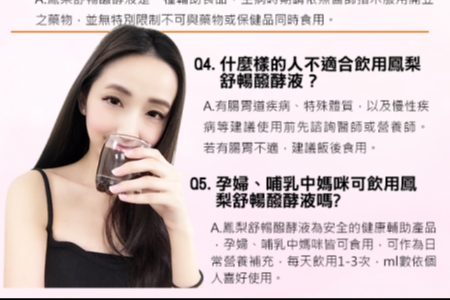 之藥物，並無特別限制不可與藥物或保健品同時食用。
Q4. 什麼樣的人不適合飲用鳳梨
舒暢醱酵液？
A.有腸胃道疾病、特殊體質，以及慢性疾
病等建議使用前先諮詢醫師或營養師。
若有腸胃不適，建議飯後食用。
Q5. 孕婦、哺乳中媽咪可飲用鳳
梨舒暢醱酵液嗎?
A.鳳梨舒暢醱酵液為安全的健康輔助產品
，孕婦、哺乳中媽咪皆可食用，可作為日
常營養補充，每天飲用1-3次，ml數依個
人喜好使用。